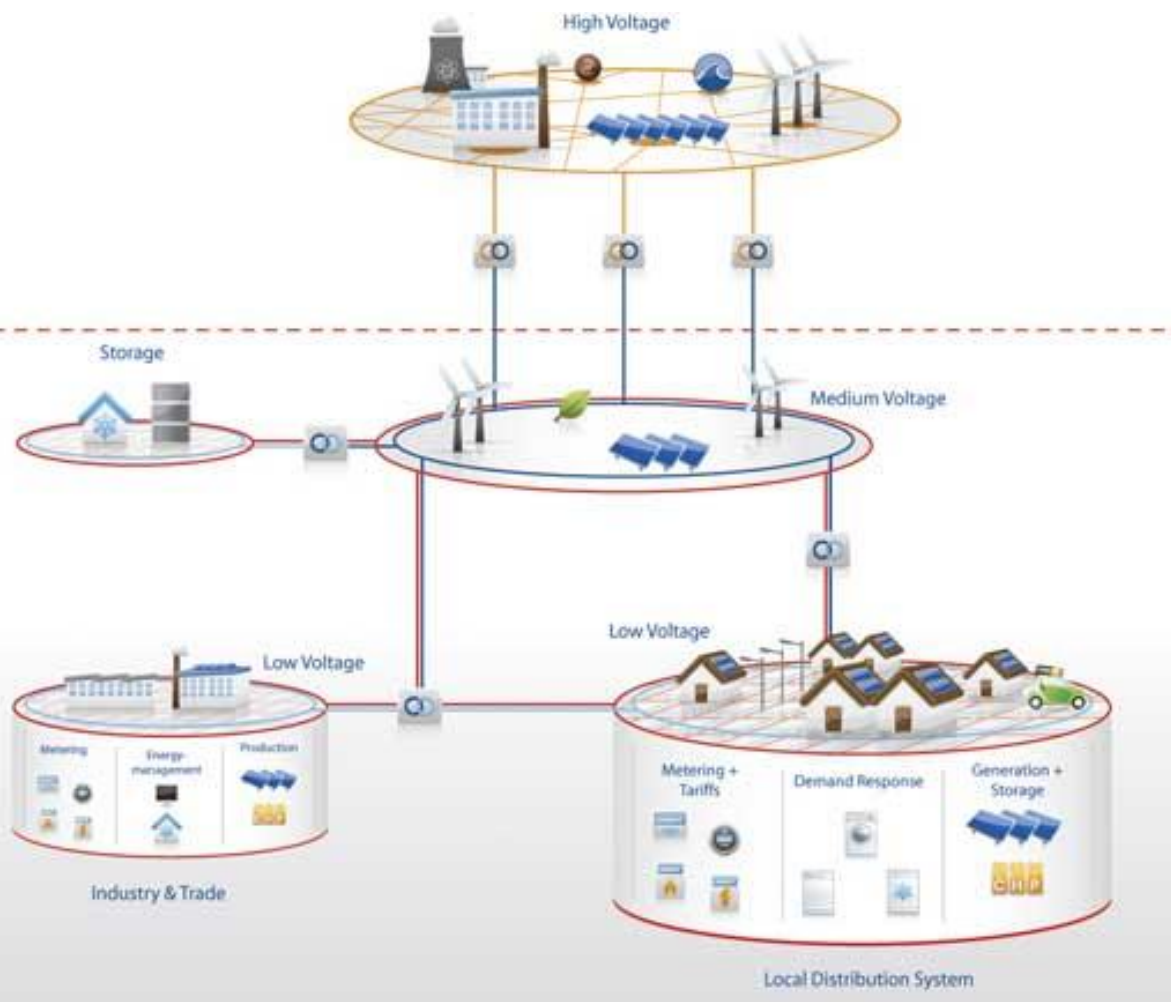 High Voltage
Storage
Medium Voltage
Low Voltage
Low Voltage
Metering
Energy-
management
Production
Metering +
Tariffs
Demand Response
Generation +
Storage
CHP
Industry & Trade
Local Distribution System